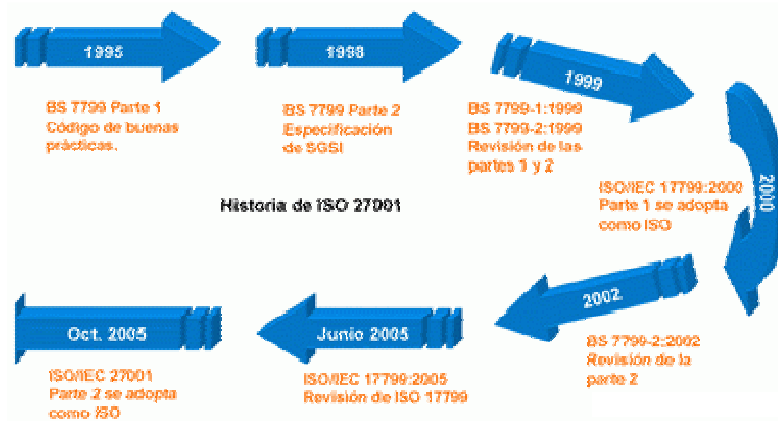 1995
BS 7799 Parte 1
Código de buenas
prácticas.
1998
BS 7799 Parte 2
Especificación
de SGSI
1999
BS 7799-1:1999
BS 7799-2:1999
Revisión de las
partes 1 y 2
2000
ISO/IEC 17799:2000
Parte 1 se adopta
como ISO
Historia de ISO 27001
2002
BS 7799-2:2002
Revisión de la
parte 2
Junio 2005
ISO/IEC 17799:2005
Revisión de ISO 17799
Oct. 2005
ISO/IEC 27001
Parte 2 se adopta
como ISO